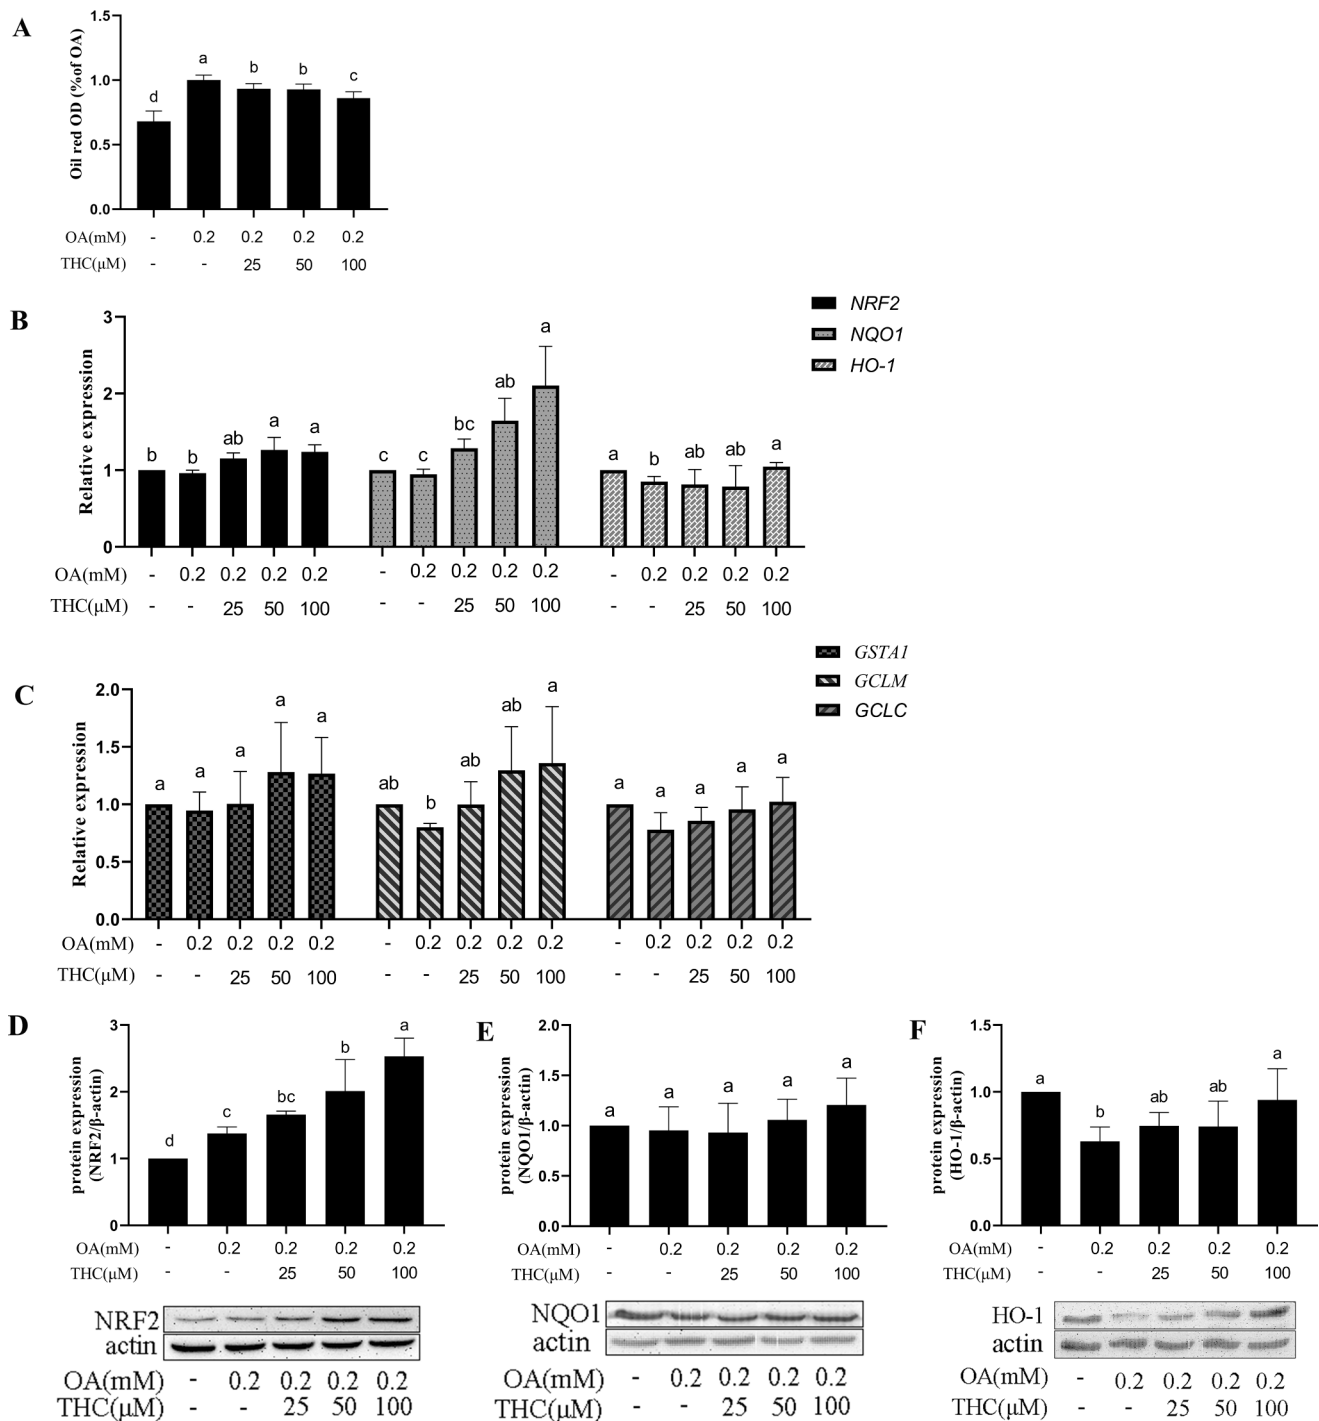 A
Oil red OD (%of OA)
1.5
1.0
0.5
0.0
d a b b c
OA(mM) - 0.2 0.2 0.2 0.2
THC(μM) - - 25 50 100
B
NRF2
NQO1
HO-1
Relative expression
3
2
1
0
b b ab a a c c bc ab a a b ab ab a
OA(mM) - 0.2 0.2 0.2 0.2 - 0.2 0.2 0.2 0.2 - 0.2 0.2 0.2 0.2
THC(μM) - - 25 50 100 - - 25 50 100 - - 25 50 100
C
GSTA1
GCLM
GCLC
Relative expression
2.0
1.5
1.0
0.5
0.0
a a a a a ab b ab ab a a a a a a
OA(mM) - 0.2 0.2 0.2 0.2 - 0.2 0.2 0.2 0.2 - 0.2 0.2 0.2 0.2
THC(μM) - - 25 50 100 - - 25 50 100 - - 25 50 100
D
protein expression
(NRF2/β-actin)
3
2
1
0
d c bc b a
OA(mM) - 0.2 0.2 0.2 0.2
THC(μM) - - 25 50 100
NRF2
actin
OA(mM) - 0.2 0.2 0.2 0.2
THC(μM) - - 25 50 100
E
protein expression
(NQO1/β-actin)
2.0
1.5
1.0
0.5
0.0
a a a a a
OA(mM) - 0.2 0.2 0.2 0.2
THC(μM) - - 25 50 100
NQO1
actin
OA(mM) - 0.2 0.2 0.2 0.2
THC(μM) - - 25 50 100
F
protein expression
(HO-1/β-actin)
1.5
1.0
0.5
0.0
a b ab ab a
OA(mM) - 0.2 0.2 0.2 0.2
THC(μM) - - 25 50 100
HO-1
actin
OA(mM) - 0.2 0.2 0.2 0.2
THC(μM) - - 25 50 100